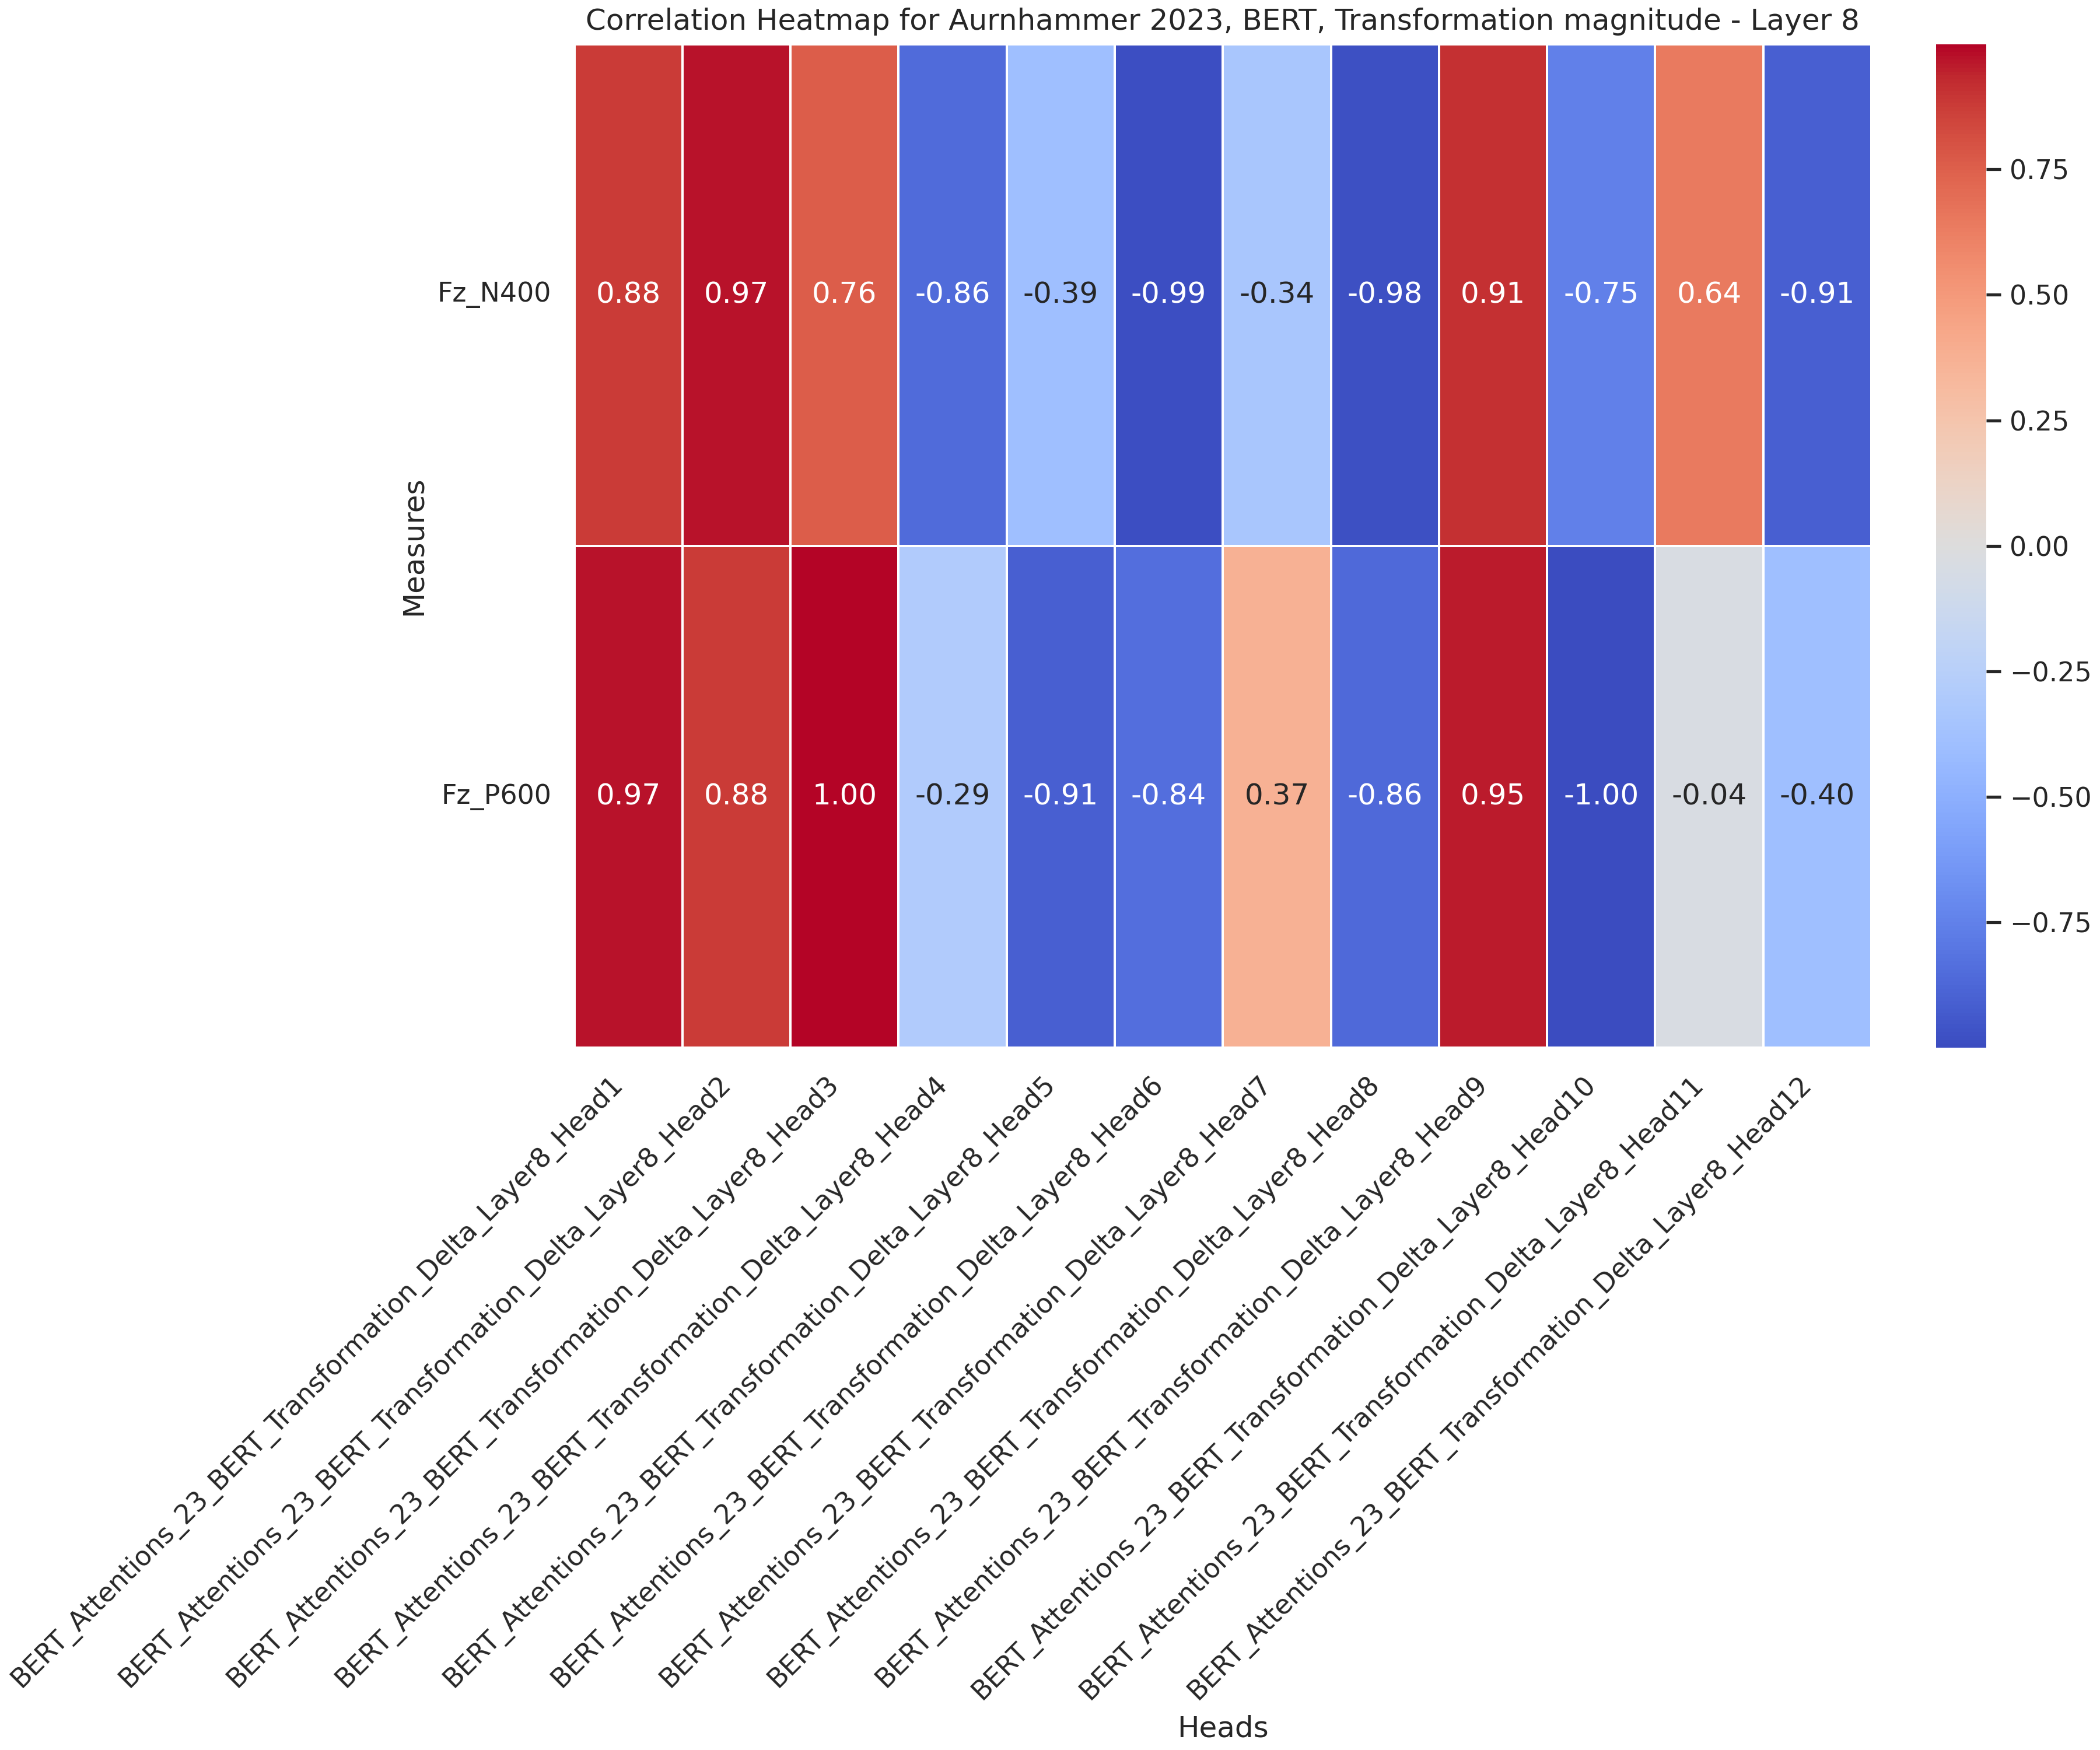 Correlation Heatmap for Aurnhammer 2023, BERT, Transformation magnitude - Layer 8
Measures
Fz_N400
0.88 0.97 0.76 -0.86 -0.39 -0.99 -0.34 -0.98 0.91 -0.75 0.64 -0.91
Fz_P600
0.97 0.88 1.00 -0.29 -0.91 -0.84 0.37 -0.86 0.95 -1.00 -0.04 -0.40
BERT_Attentions_23_BERT_Transformation_Delta_Layer8_Head1
BERT_Attentions_23_BERT_Transformation_Delta_Layer8_Head2
BERT_Attentions_23_BERT_Transformation_Delta_Layer8_Head3
BERT_Attentions_23_BERT_Transformation_Delta_Layer8_Head4
BERT_Attentions_23_BERT_Transformation_Delta_Layer8_Head5
BERT_Attentions_23_BERT_Transformation_Delta_Layer8_Head6
BERT_Attentions_23_BERT_Transformation_Delta_Layer8_Head7
BERT_Attentions_23_BERT_Transformation_Delta_Layer8_Head8
BERT_Attentions_23_BERT_Transformation_Delta_Layer8_Head9
BERT_Attentions_23_BERT_Transformation_Delta_Layer8_Head10
BERT_Attentions_23_BERT_Transformation_Delta_Layer8_Head11
BERT_Attentions_23_BERT_Transformation_Delta_Layer8_Head12
Heads
0.75
0.50
0.25
0.00
−0.25
−0.50
−0.75